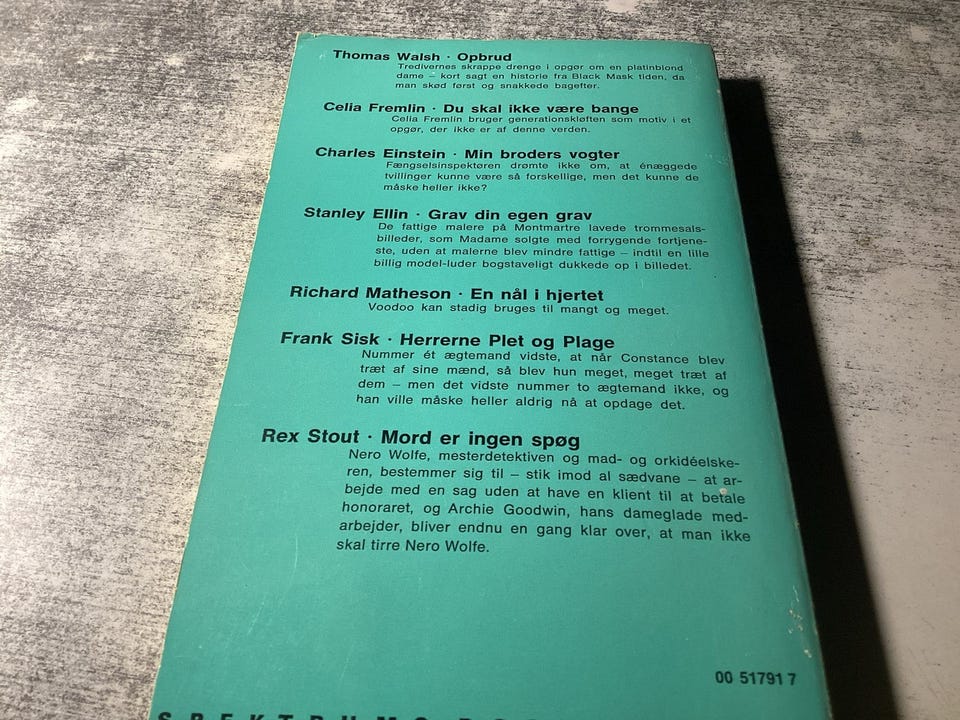 Thomas Walsh · Opbrud
Tredivernes skrappe drenge i opgør om en platinblond
dame – kort sagt en historie fra Black Mask tiden, da
man skød først og snakkede bagefter.
Celia Fremlin · Du skal ikke være bange
Celia Fremlin bruger generationskløften som motiv i et
opgør, der ikke er af denne verden.
Charles Einstein · Min broders vogter
Fængselsinspektøren drømte ikke om, at énæggede
tvillinger kunne være så forskellige, men det kunne de
måske heller ikke?
Stanley Ellin · Grav din egen grav
De fattige malere på Montmartre lavede trommesals-
billeder, som Madame solgte med forrygende fortjene-
ste, uden at malerne blev mindre fattige – indtil en lille
billig model-luder bogstaveligt dukkede op i billedet.
Richard Matheson · En nål i hjertet
Voodoo kan stadig bruges til mangt og meget.
Frank Sisk · Herrerne Plet og Plage
Nummer ét ægtemand vidste, at når Constance blev
træt af sine mænd, så blev hun meget, meget træt af
dem – men det vidste nummer to ægtemand ikke, og
han ville måske heller aldrig nå at opdage det.
Rex Stout · Mord er ingen spøg
Nero Wolfe, mesterdetektiven og mad- og orkidéelske-
ren, bestemmer sig til – stik imod al sædvane – at ar-
bejde med en sag uden at have en klient til at betale
honoraret, og Archie Goodwin, hans dameglade med-
arbejder, bliver endnu en gang klar over, at man ikke
skal tirre Nero Wolfe.
00 51791 7
SPEKTRUMS